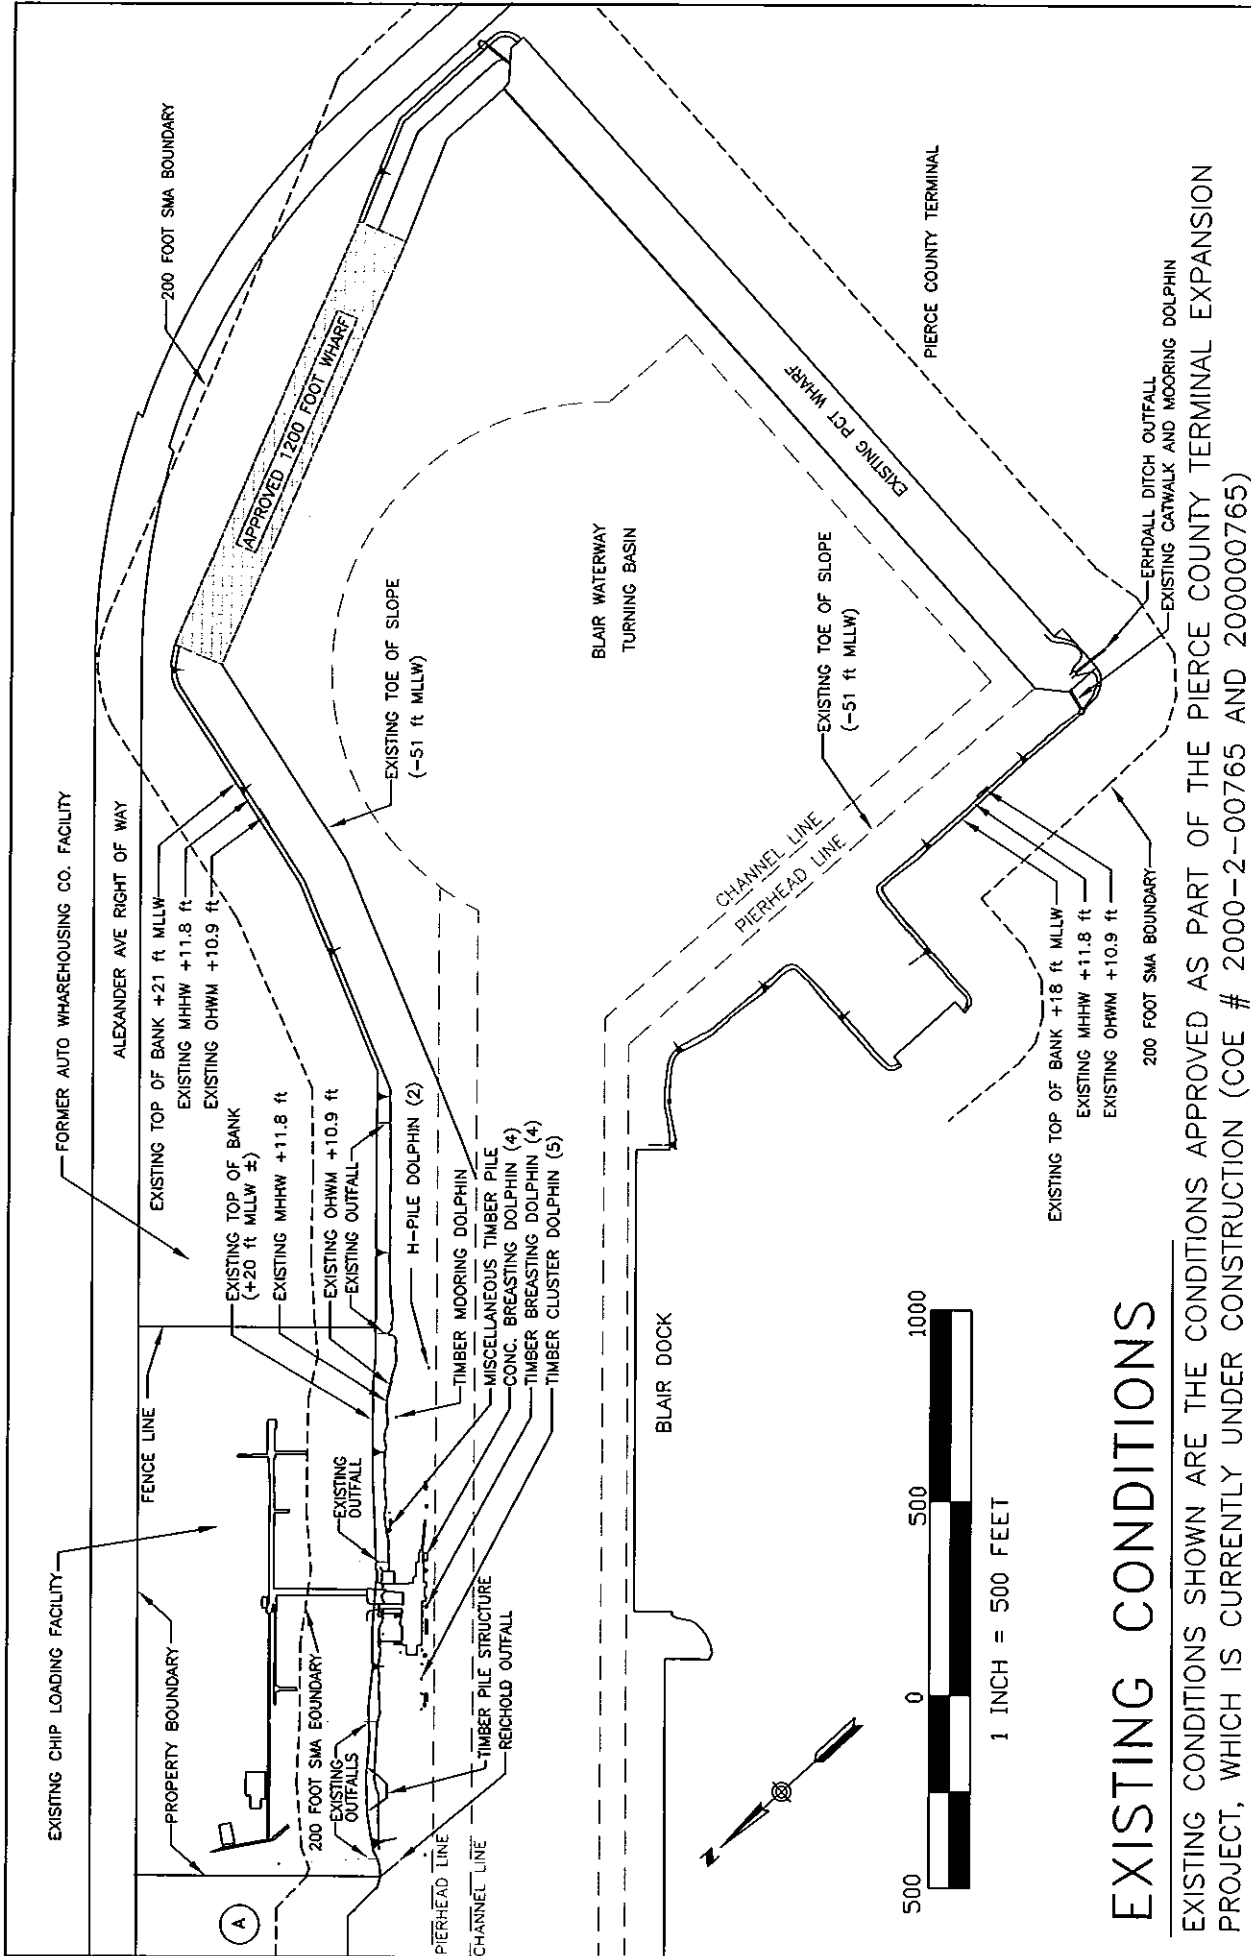 FORMER AUTO WHAREHOUSING CO. FACILITY
ALEXANDER AVE RIGHT OF WAY
200 FOOT SMA BOUNDARY
EXISITNG CHIP LOADING FACILITY
PROPERTY BOUNDARY
FENCE LINE
EXISTING TOP OF BANK +21 ft MLLW
EXISTING MHHW +11.8 ft
EXISTING OHWM +10.9 ft
EXISTING TOP OF BANK
(+20 ft MLLW ±)
EXISTING MHHW +11.8 ft
EXISTING OHWM +10.9 ft
EXISTING OUTFALL
APPROVED 1200 FOOT WHARF
A
200 FOOT SMA BOUNDARY
EXISTING
OUTFALLS
EXISTING
OUTFALL
H-PILE DOLPHIN (2)
TIMBER MOORING DOLPHIN
MISCELLANEOUS TIMBER PILE
CONC. BREASTING DOLPHIN (4)
TIMBER BREASTING DOLPHIN (4)
TIMBER CLUSTER DOLPHIN (5)
TIMBER PILE STRUCTURE
REICHOLD OUTFALL
PIERHEAD LINE
CHANNEL LINE
EXISTING TOE OF SLOPE
(-51 ft MLLW)
BLAIR WATERWAY
TURNING BASIN
EXISTING PCT WHARF
PIERCE COUNTY TERMINAL
CHANNEL LINE
PIERHEAD LINE
EXISTING TOE OF SLOPE
(-51 ft MLLW)
BLAIR DOCK
ERHDALL DITCH OUTFALL
EXISTING CATWALK AND MOORING DOLPHIN
EXISTING TOP OF BANK +18 ft MLLW
EXISTING MHHW +11.8 ft
EXISTING OHWM +10.9 ft
200 FOOT SMA BOUNDARY
N
500 0 500 1000
1 INCH = 500 FEET
EXISTING CONDITIONS
EXISTING CONDITIONS SHOWN ARE THE CONDITIONS APPROVED AS PART OF THE PIERCE COUNTY TERMINAL EXPANSION
PROJECT, WHICH IS CURRENTLY UNDER CONSTRUCTION (COE # 2000-2-00765 AND 200000765)